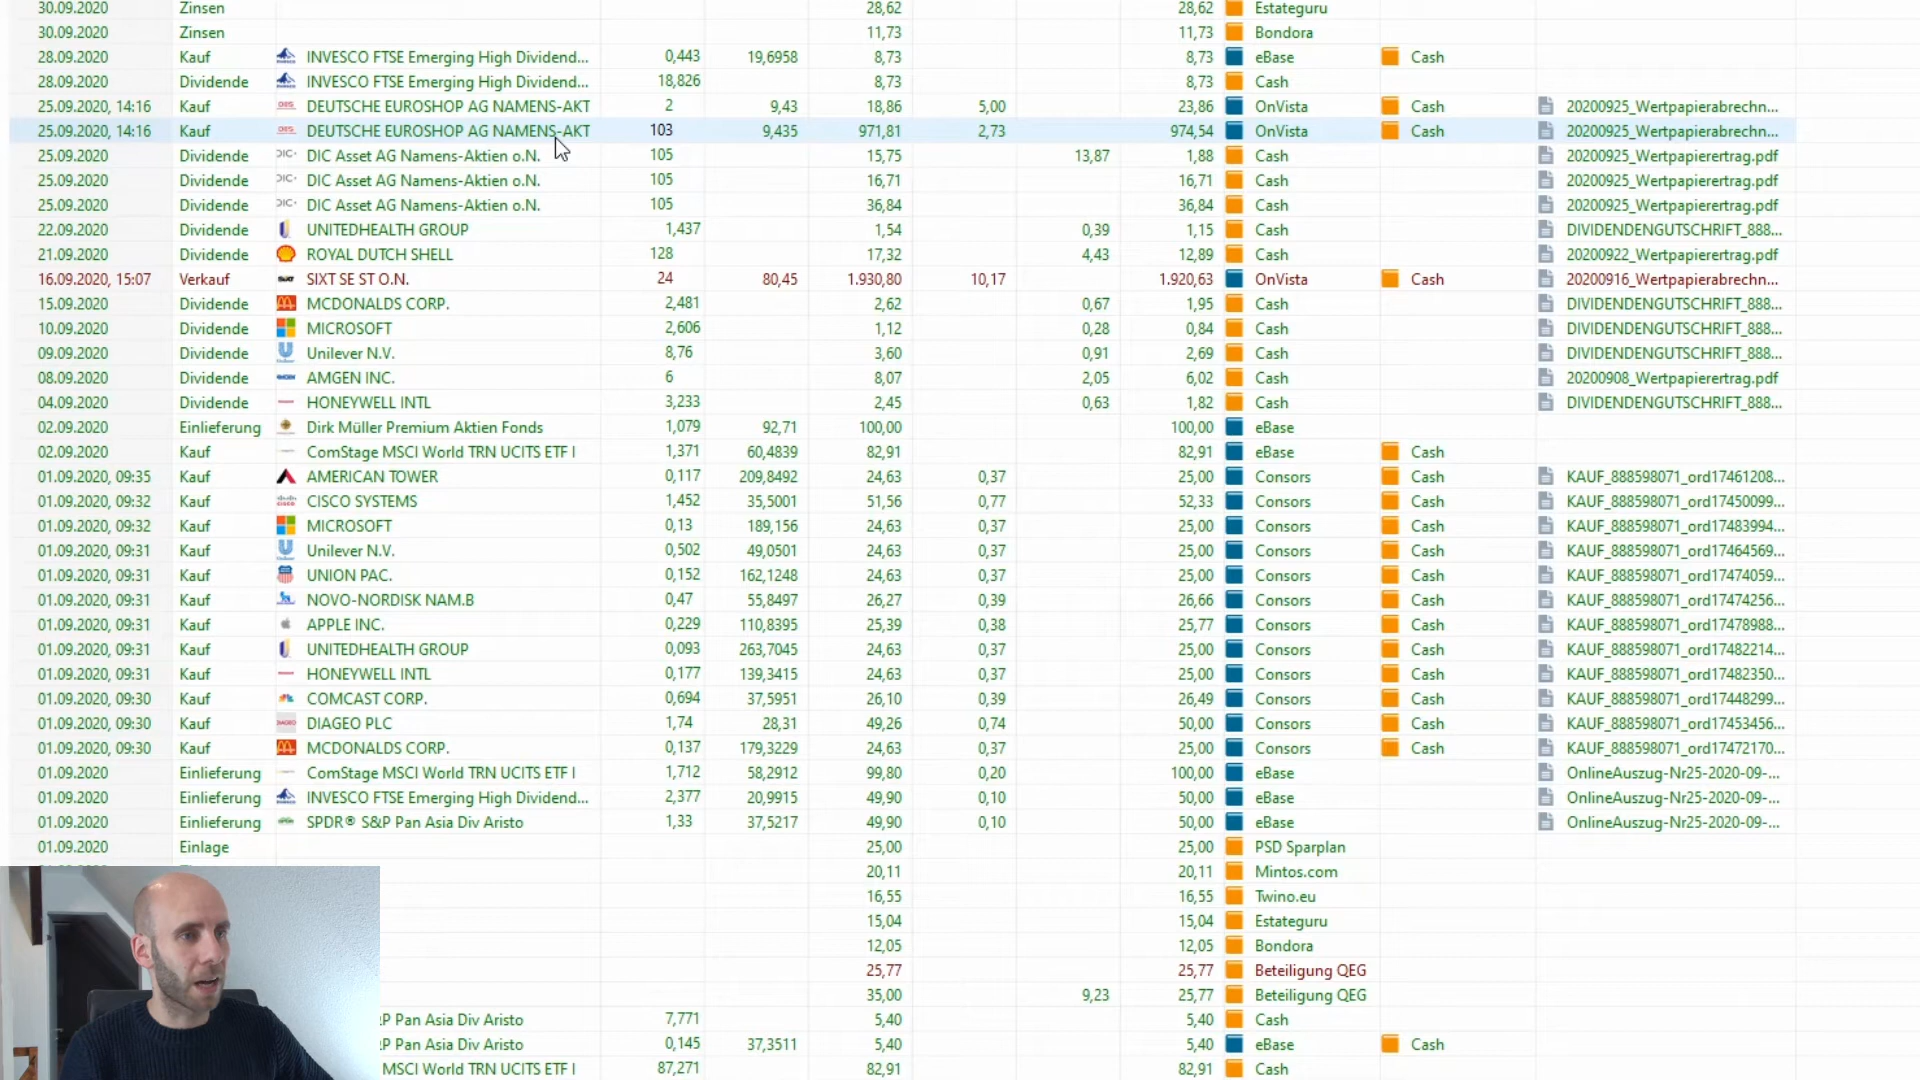 30.09.2020 Zinsen 28,62 28,62 Estateguru
30.09.2020 Zinsen 11,73 11,73 Bondora
28.09.2020 Kauf INVESCO FTSE Emerging High Dividend... 0,443 19,6958 8,73 8,73 eBase Cash
28.09.2020 Dividende INVESCO FTSE Emerging High Dividend... 18,826 8,73 8,73 Cash
25.09.2020, 14:16 Kauf DEUTSCHE EUROSHOP AG NAMENS-AKT 2 9,43 18,86 5,00 23,86 OnVista Cash 20200925_Wertpapierabrechn...
25.09.2020, 14:16 Kauf DEUTSCHE EUROSHOP AG NAMENS-AKT 103 9,435 971,81 2,73 974,54 OnVista Cash 20200925_Wertpapierabrechn...
25.09.2020 Dividende DIC Asset AG Namens-Aktien o.N. 105 15,75 13,87 1,88 Cash 20200925_Wertpapierertrag.pdf
25.09.2020 Dividende DIC Asset AG Namens-Aktien o.N. 105 16,71 16,71 Cash 20200925_Wertpapierertrag.pdf
25.09.2020 Dividende DIC Asset AG Namens-Aktien o.N. 105 36,84 36,84 Cash 20200925_Wertpapierertrag.pdf
22.09.2020 Dividende UNITEDHEALTH GROUP 1,437 1,54 0,39 1,15 Cash DIVIDENDENGUTSCHRIFT_888...
21.09.2020 Dividende ROYAL DUTCH SHELL 128 17,32 4,43 12,89 Cash 20200922_Wertpapierertrag.pdf
16.09.2020, 15:07 Verkauf SIXT SE ST O.N. 24 80,45 1.930,80 10,17 1.920,63 OnVista Cash 20200916_Wertpapierabrechn...
15.09.2020 Dividende MCDONALDS CORP. 2,481 2,62 0,67 1,95 Cash DIVIDENDENGUTSCHRIFT_888...
10.09.2020 Dividende MICROSOFT 2,606 1,12 0,28 0,84 Cash DIVIDENDENGUTSCHRIFT_888...
09.09.2020 Dividende Unilever N.V. 8,76 3,60 0,91 2,69 Cash DIVIDENDENGUTSCHRIFT_888...
08.09.2020 Dividende AMGEN INC. 6 8,07 2,05 6,02 Cash 20200908_Wertpapierertrag.pdf
04.09.2020 Dividende HONEYWELL INTL 3,233 2,45 0,63 1,82 Cash DIVIDENDENGUTSCHRIFT_888...
02.09.2020 Einlieferung Dirk Müller Premium Aktien Fonds 1,079 92,71 100,00 100,00 eBase
02.09.2020 Kauf ComStage MSCI World TRN UCITS ETF I 1,371 60,4839 82,91 82,91 eBase Cash
01.09.2020, 09:35 Kauf AMERICAN TOWER 0,117 209,8492 24,63 0,37 25,00 Consors Cash KAUF_888598071_ord17461208...
01.09.2020, 09:32 Kauf CISCO SYSTEMS 1,452 35,5001 51,56 0,77 52,33 Consors Cash KAUF_888598071_ord17450099...
01.09.2020, 09:32 Kauf MICROSOFT 0,13 189,156 24,63 0,37 25,00 Consors Cash KAUF_888598071_ord17483994...
01.09.2020, 09:31 Kauf Unilever N.V. 0,502 49,0501 24,63 0,37 25,00 Consors Cash KAUF_888598071_ord17464569...
01.09.2020, 09:31 Kauf UNION PAC. 0,152 162,1248 24,63 0,37 25,00 Consors Cash KAUF_888598071_ord17474059...
01.09.2020, 09:31 Kauf NOVO-NORDISK NAM.B 0,47 55,8497 26,27 0,39 26,66 Consors Cash KAUF_888598071_ord17474256...
01.09.2020, 09:31 Kauf APPLE INC. 0,229 110,8395 25,39 0,38 25,77 Consors Cash KAUF_888598071_ord17478988...
01.09.2020, 09:31 Kauf UNITEDHEALTH GROUP 0,093 263,7045 24,63 0,37 25,00 Consors Cash KAUF_888598071_ord17482214...
01.09.2020, 09:31 Kauf HONEYWELL INTL 0,177 139,3415 24,63 0,37 25,00 Consors Cash KAUF_888598071_ord17482350...
01.09.2020, 09:30 Kauf COMCAST CORP. 0,694 37,5951 26,10 0,39 26,49 Consors Cash KAUF_888598071_ord17448299...
01.09.2020, 09:30 Kauf DIAGEO PLC 1,74 28,31 49,26 0,74 50,00 Consors Cash KAUF_888598071_ord17453456...
01.09.2020, 09:30 Kauf MCDONALDS CORP. 0,137 179,3229 24,63 0,37 25,00 Consors Cash KAUF_888598071_ord17472170...
01.09.2020 Einlieferung ComStage MSCI World TRN UCITS ETF I 1,712 58,2912 99,80 0,20 100,00 eBase OnlineAuszug-Nr25-2020-09-...
01.09.2020 Einlieferung INVESCO FTSE Emerging High Dividend... 2,377 20,9915 49,90 0,10 50,00 eBase OnlineAuszug-Nr25-2020-09-...
01.09.2020 Einlieferung SPDR® S&P Pan Asia Div Aristo 1,33 37,5217 49,90 0,10 50,00 eBase OnlineAuszug-Nr25-2020-09-...
01.09.2020 Einlage 25,00 25,00 PSD Sparplan
20,11 20,11 Mintos.com
16,55 16,55 Twino.eu
15,04 15,04 Estateguru
12,05 12,05 Bondora
25,77 25,77 Beteiligung QEG
35,00 9,23 25,77 Beteiligung QEG
P Pan Asia Div Aristo 7,771 5,40 5,40 Cash
P Pan Asia Div Aristo 0,145 37,3511 5,40 5,40 eBase Cash
MSCI World TRN UCITS ETF I 87,271 82,91 82,91 Cash